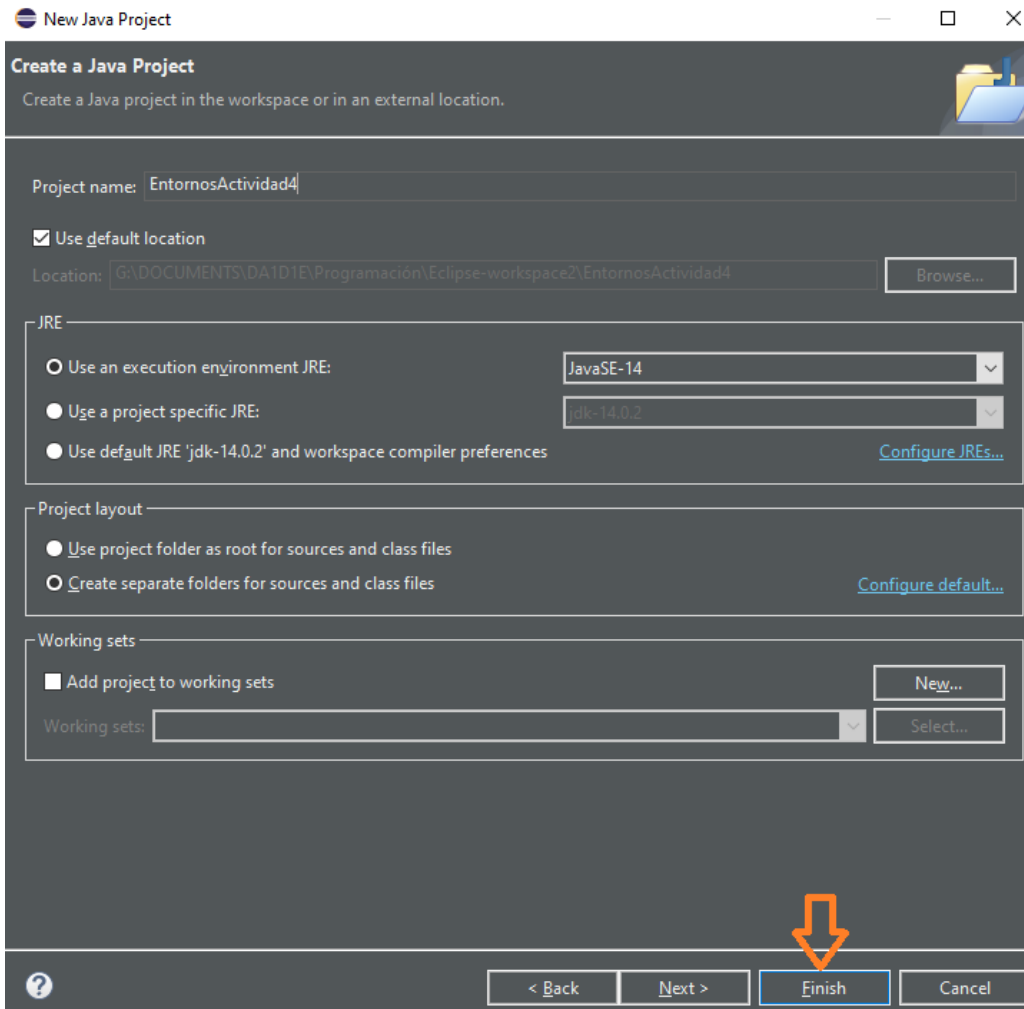 New Java Project
Create a Java Project
Create a Java project in the workspace or in an external location.
Project name: EntornosActividad4
Use default location
Location: G:\DOCUMENTS\DA1D1E\Programación\Eclipse-workspace2\EntornosActividad4 Browse...
JRE
Use an execution environment JRE: JavaSE-14
Use a project specific JRE: jdk-14.0.2
Use default JRE 'jdk-14.0.2' and workspace compiler preferences Configure JREs...
Project layout
Use project folder as root for sources and class files
Create separate folders for sources and class files Configure default...
Working sets
Add project to working sets New...
Working sets: Select...
< Back Next > Finish Cancel